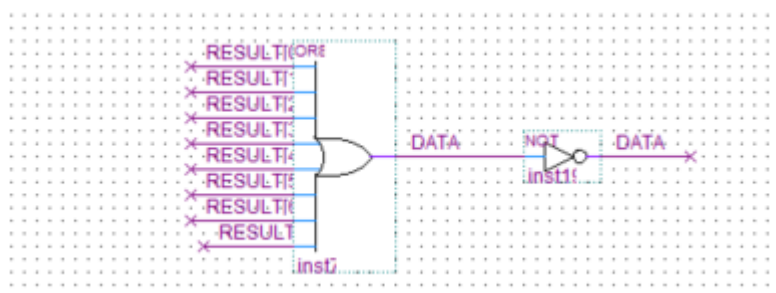 RESULT[0
ORE
RESULT[1
RESULT[2
RESULT[3
DATA
NOT
DATA
RESULT[4
RESULT[5
inst19
RESULT[6
RESULT
inst7